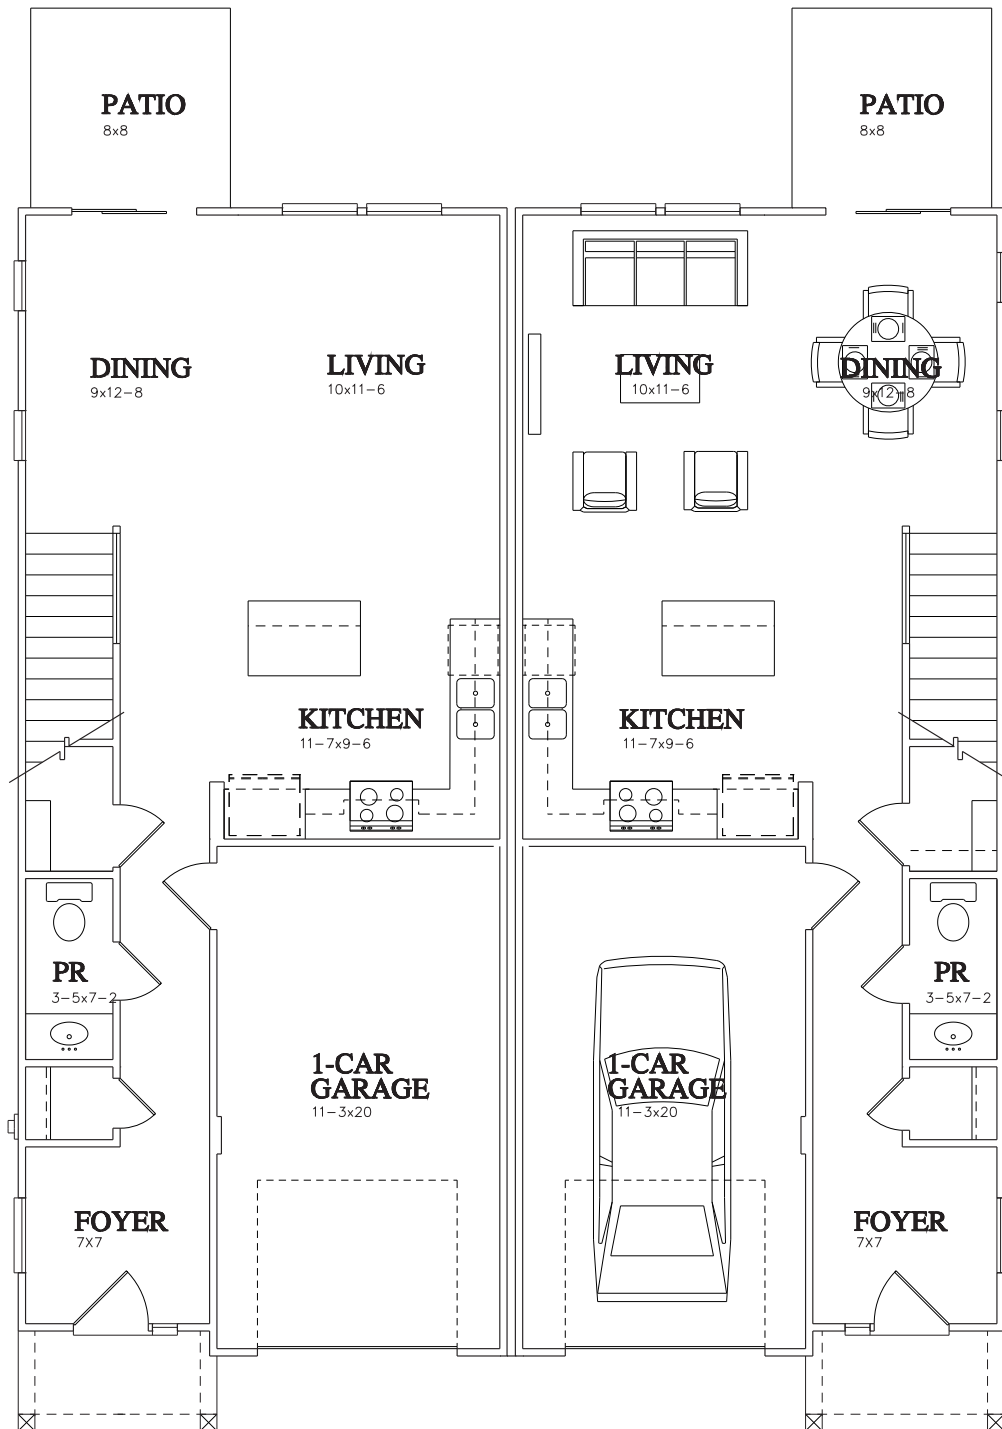 PATIO
8x8
PATIO
8x8
DINING
9x12-8
LIVING
10x11-6
LIVING
10x11-6
DINING
9x12-8
KITCHEN
11-7x9-6
KITCHEN
11-7x9-6
PR
3-5x7-2
PR
3-5x7-2
1-CAR
GARAGE
11-3x20
1-CAR
GARAGE
11-3x20
FOYER
7X7
FOYER
7X7